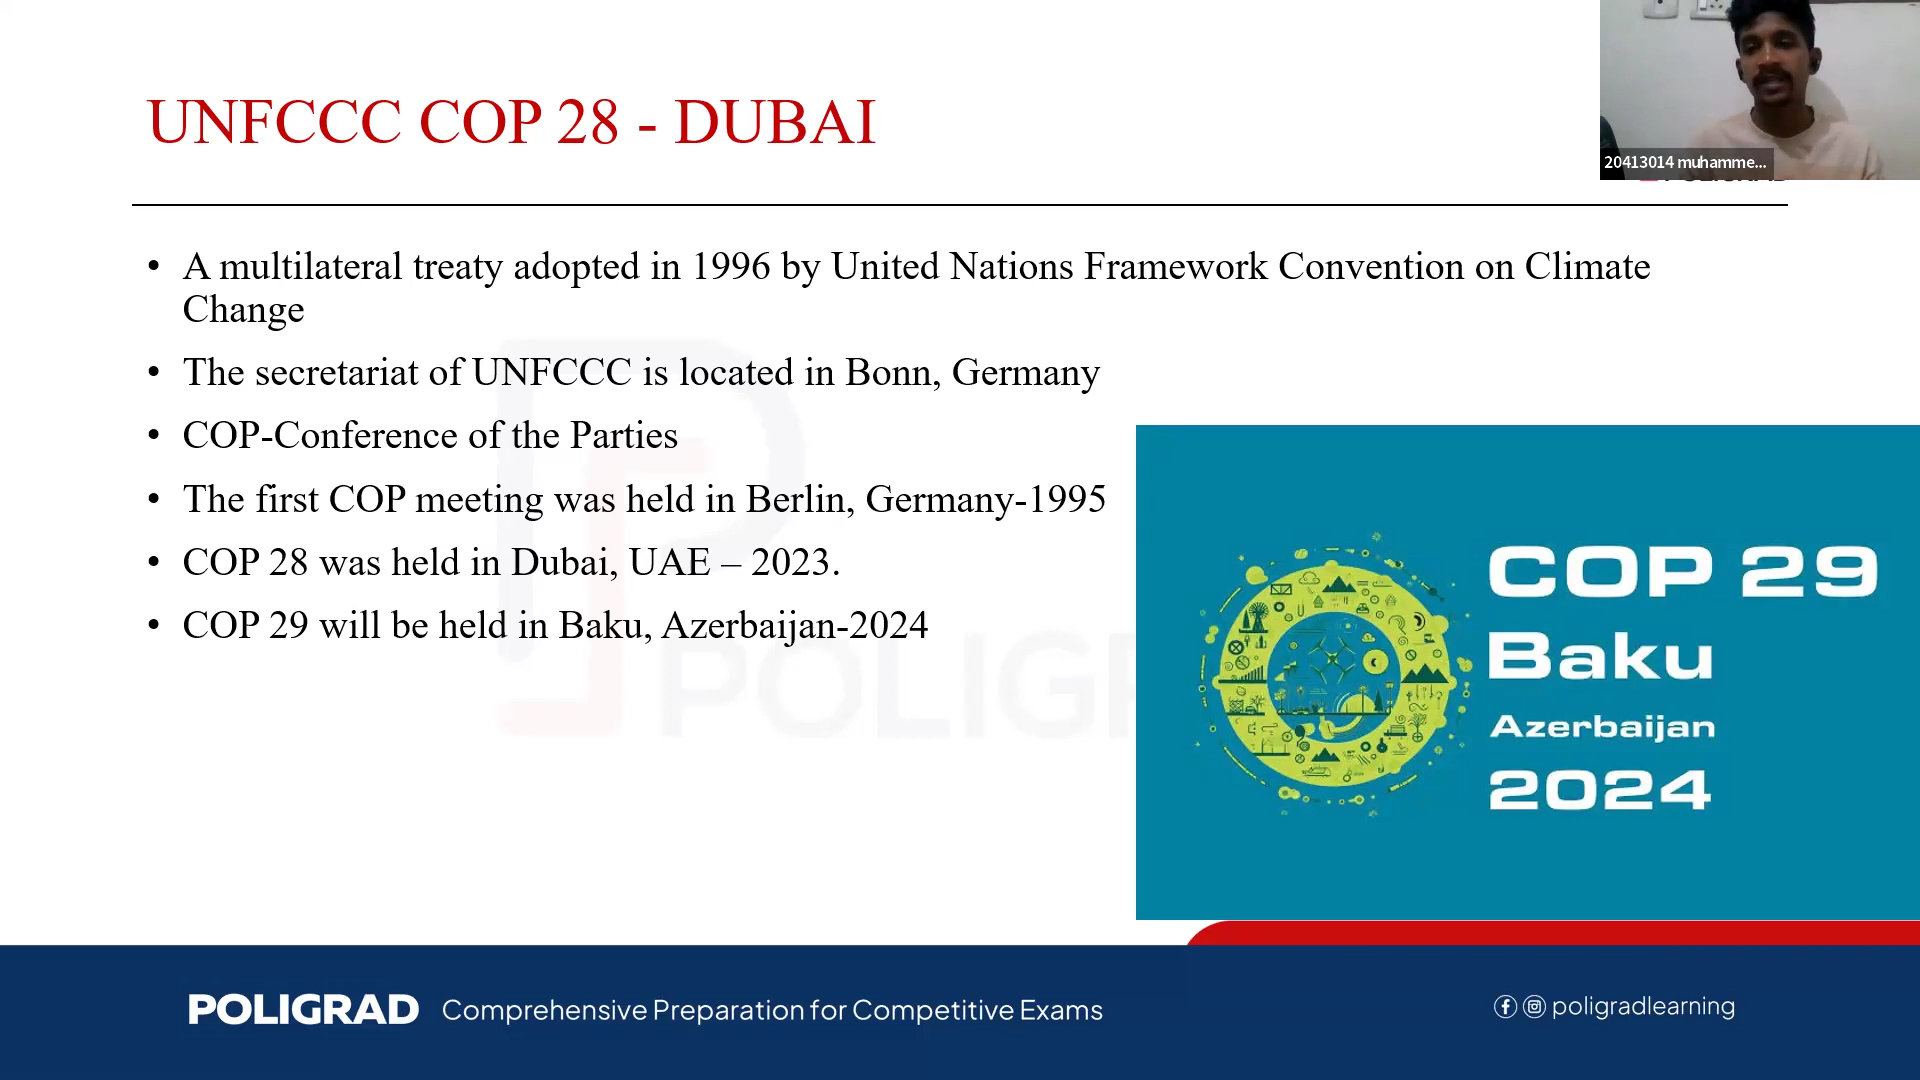 UNFCCC COP 28 - DUBAI
20413014 muhamme...
• A multilateral treaty adopted in 1996 by United Nations Framework Convention on Climate
Change
• The secretariat of UNFCCC is located in Bonn, Germany
• COP-Conference of the Parties
• The first COP meeting was held in Berlin, Germany-1995
• COP 28 was held in Dubai, UAE – 2023.
• COP 29 will be held in Baku, Azerbaijan-2024
COP 29
Baku
Azerbaijan
2024
POLIGRAD Comprehensive Preparation for Competitive Exams
poligradlearning